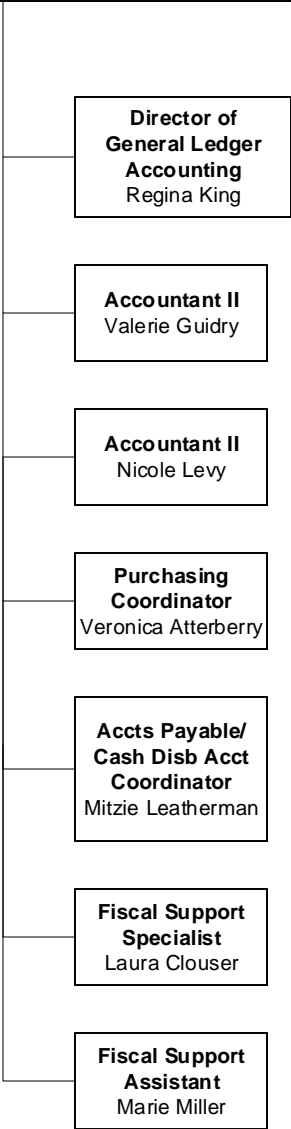 Director of
General Ledger
Accounting
Regina King
Accountant II
Valerie Guidry
Accountant II
Nicole Levy
Purchasing
Coordinator
Veronica Atterberry
Accts Payable/
Cash Disb Acct
Coordinator
Mitzie Leatherman
Fiscal Support
Specialist
Laura Clouser
Fiscal Support
Assistant
Marie Miller